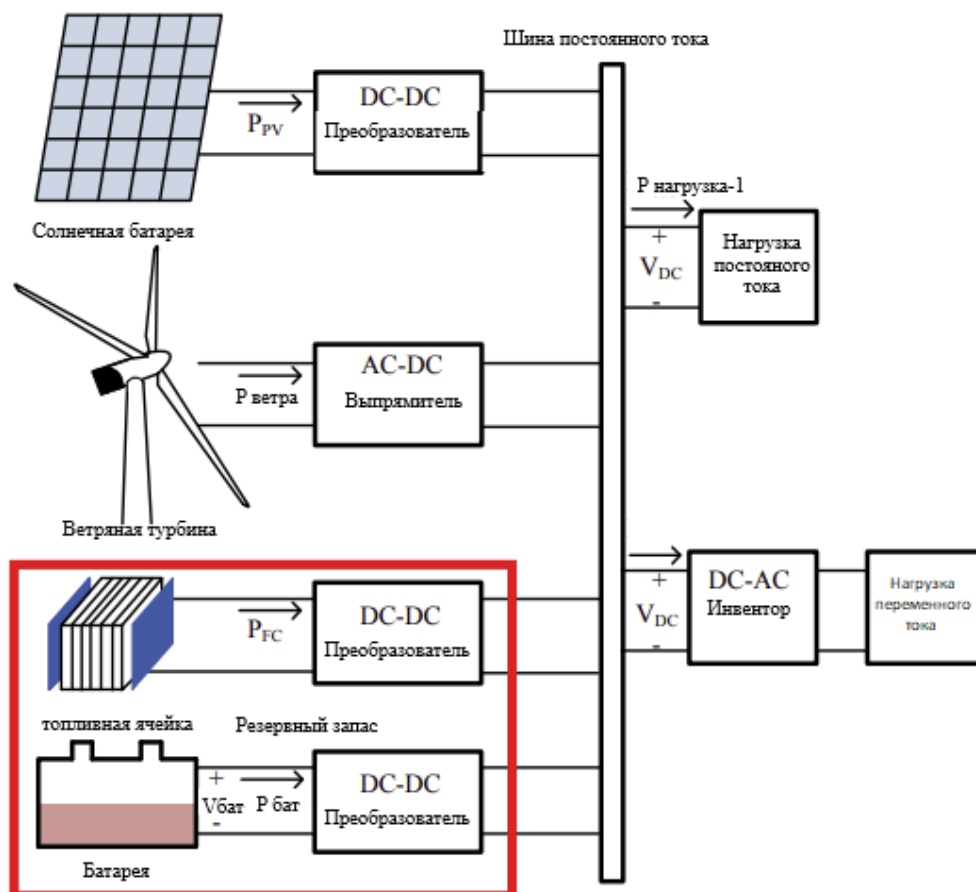 Шина постоянного тока
DC-DC
Преобразователь
P_PV
Солнечная батарея
P нагрузка-1
+
V_DC
-
Нагрузка
постояного
тока
AC-DC
Выпрямитель
P ветра
Ветряная турбина
DC-DC
Преобразователь
P_FC
топливная ячейка
+
V_DC
-
DC-AC
Инвентор
Нагрузка
переменного
тока
Резервный запас
+
Vбат
-
P бат
DC-DC
Преобразователь
Батарея